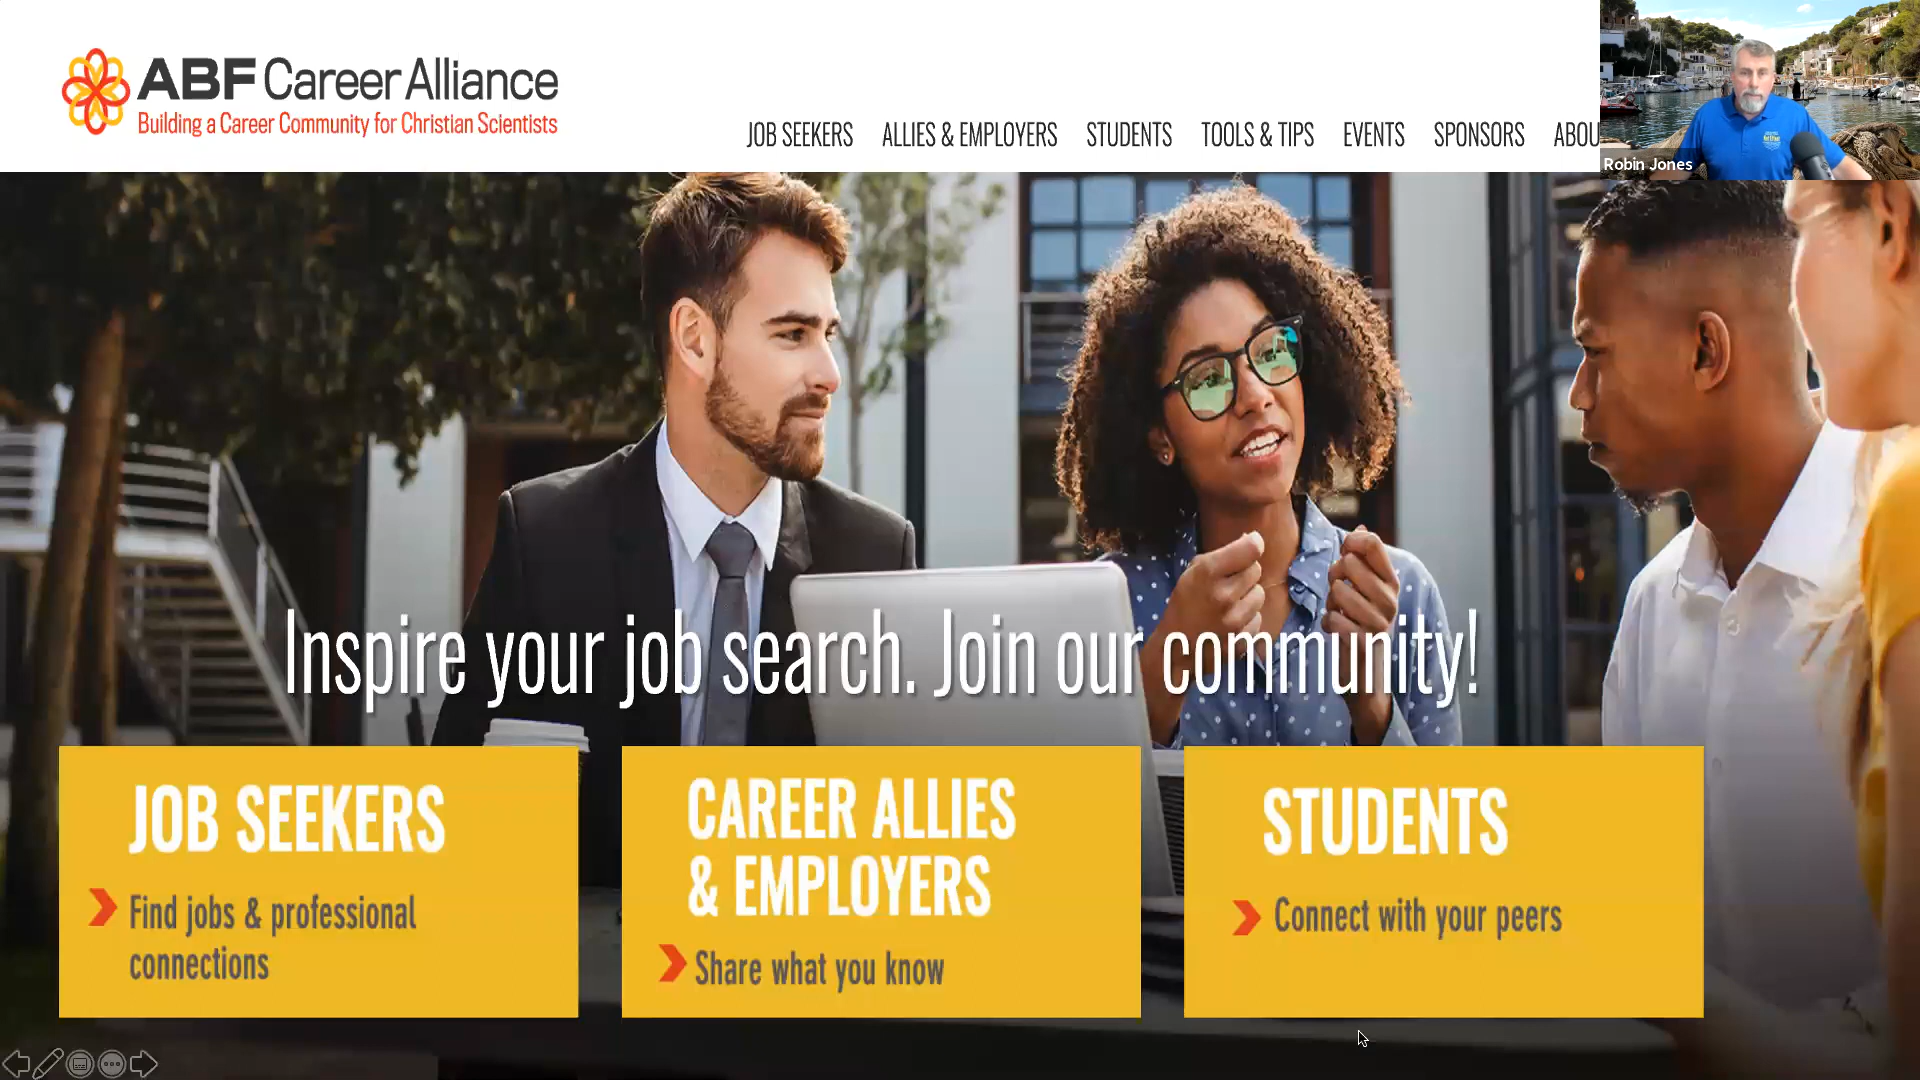 ABF Career Alliance
Building a Career Community for Christian Scientists
JOB SEEKERS ALLIES & EMPLOYERS STUDENTS TOOLS & TIPS EVENTS SPONSORS ABOU
Robin Jones
Inspire your job search. Join our community!
JOB SEEKERS
Find jobs & professional
connections
CAREER ALLIES
& EMPLOYERS
Share what you know
STUDENTS
Connect with your peers